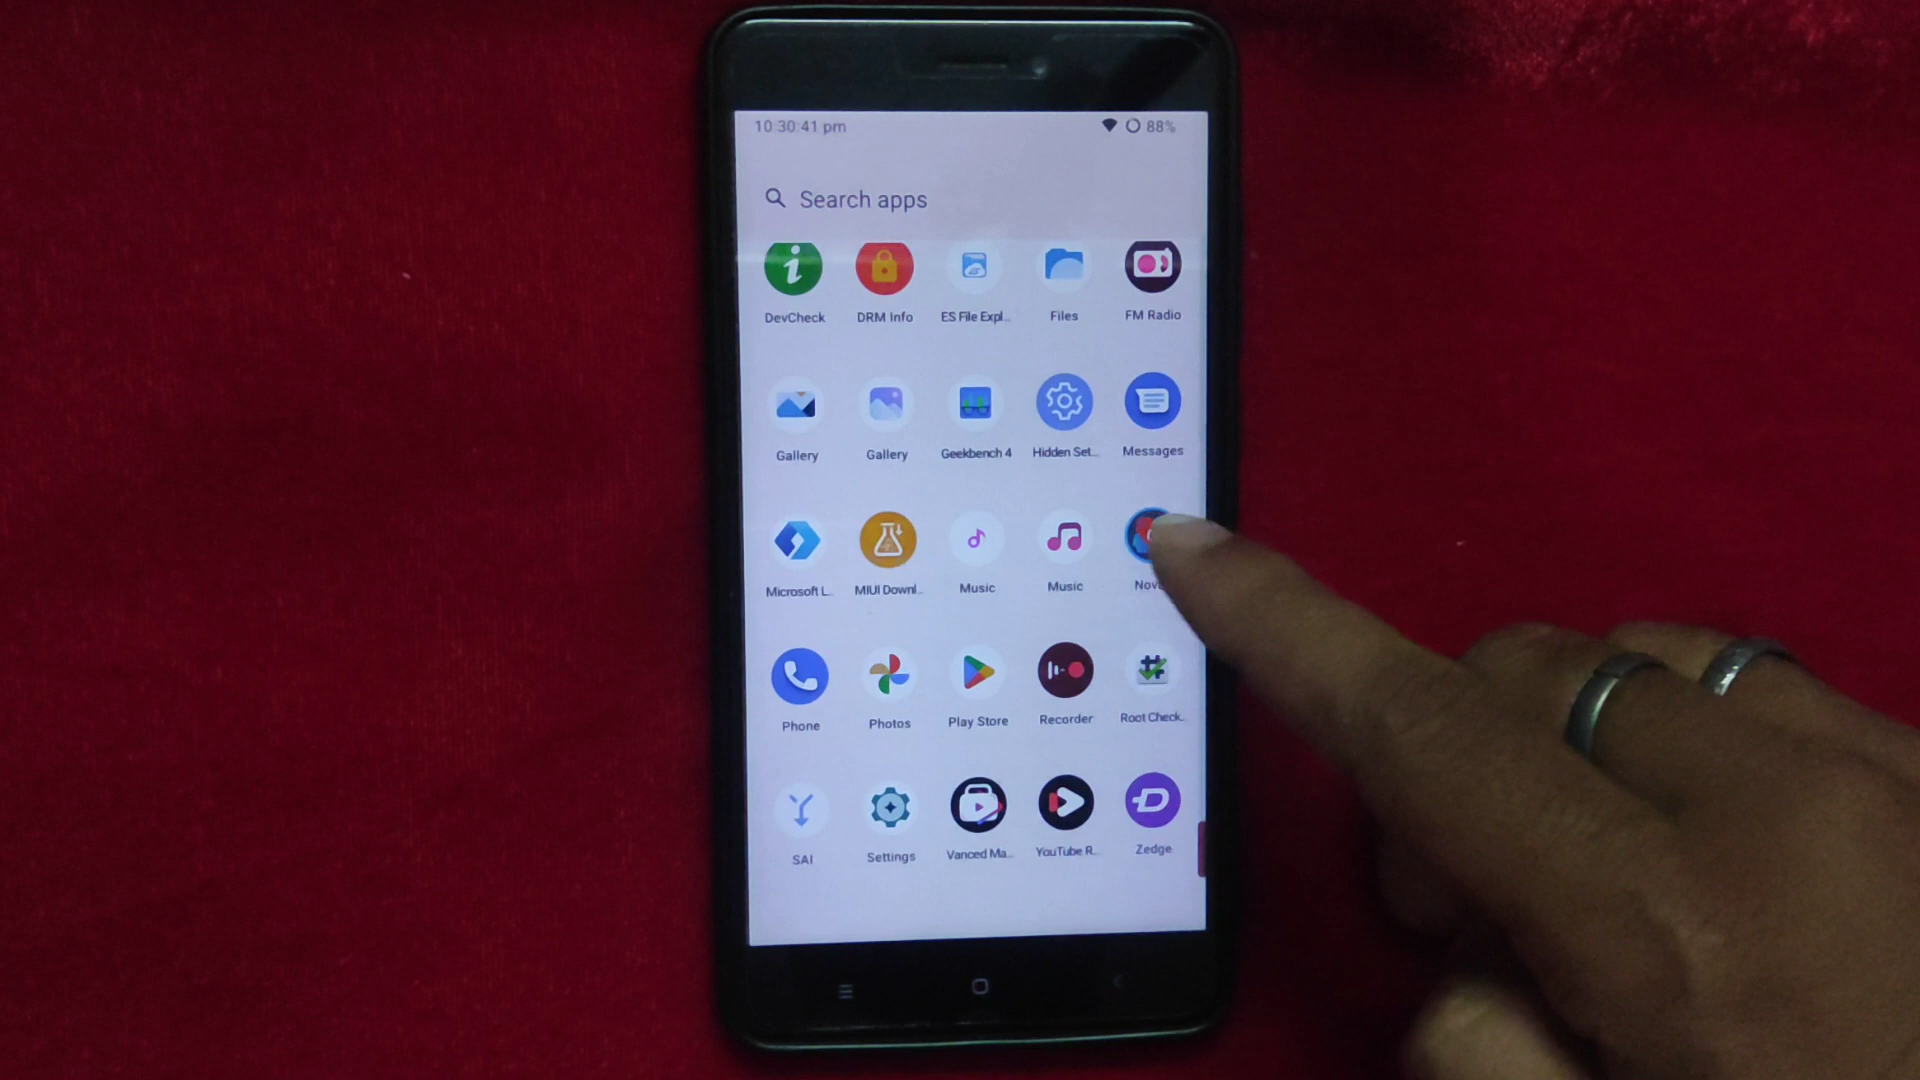 10:30:41 pm 88%
Search apps
DevCheck DRM Info ES File Expl... Files FM Radio
Gallery Gallery Geekbench 4 Hidden Set... Messages
Microsoft L... MIUI Downl... Music Music
Phone Photos Play Store Recorder Root Check...
SAI Settings Vanced Ma... YouTube R... Zedge